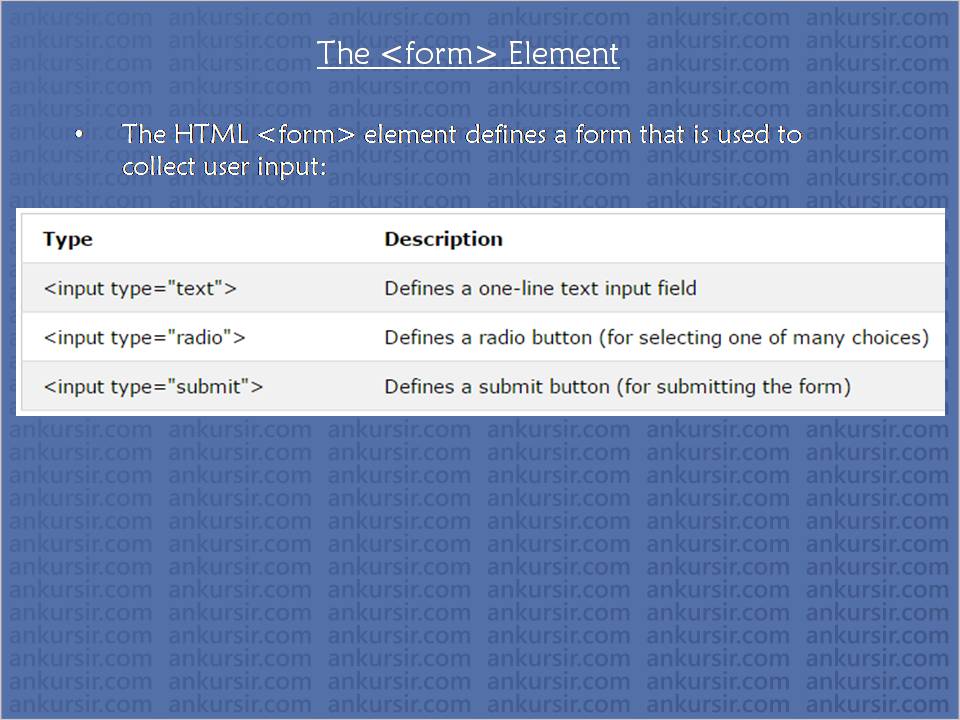 The <form> Element
• The HTML <form> element defines a form that is used to
collect user input:
Type Description
<input type="text"> Defines a one-line text input field
<input type="radio"> Defines a radio button (for selecting one of many choices)
<input type="submit"> Defines a submit button (for submitting the form)
ankursir.com